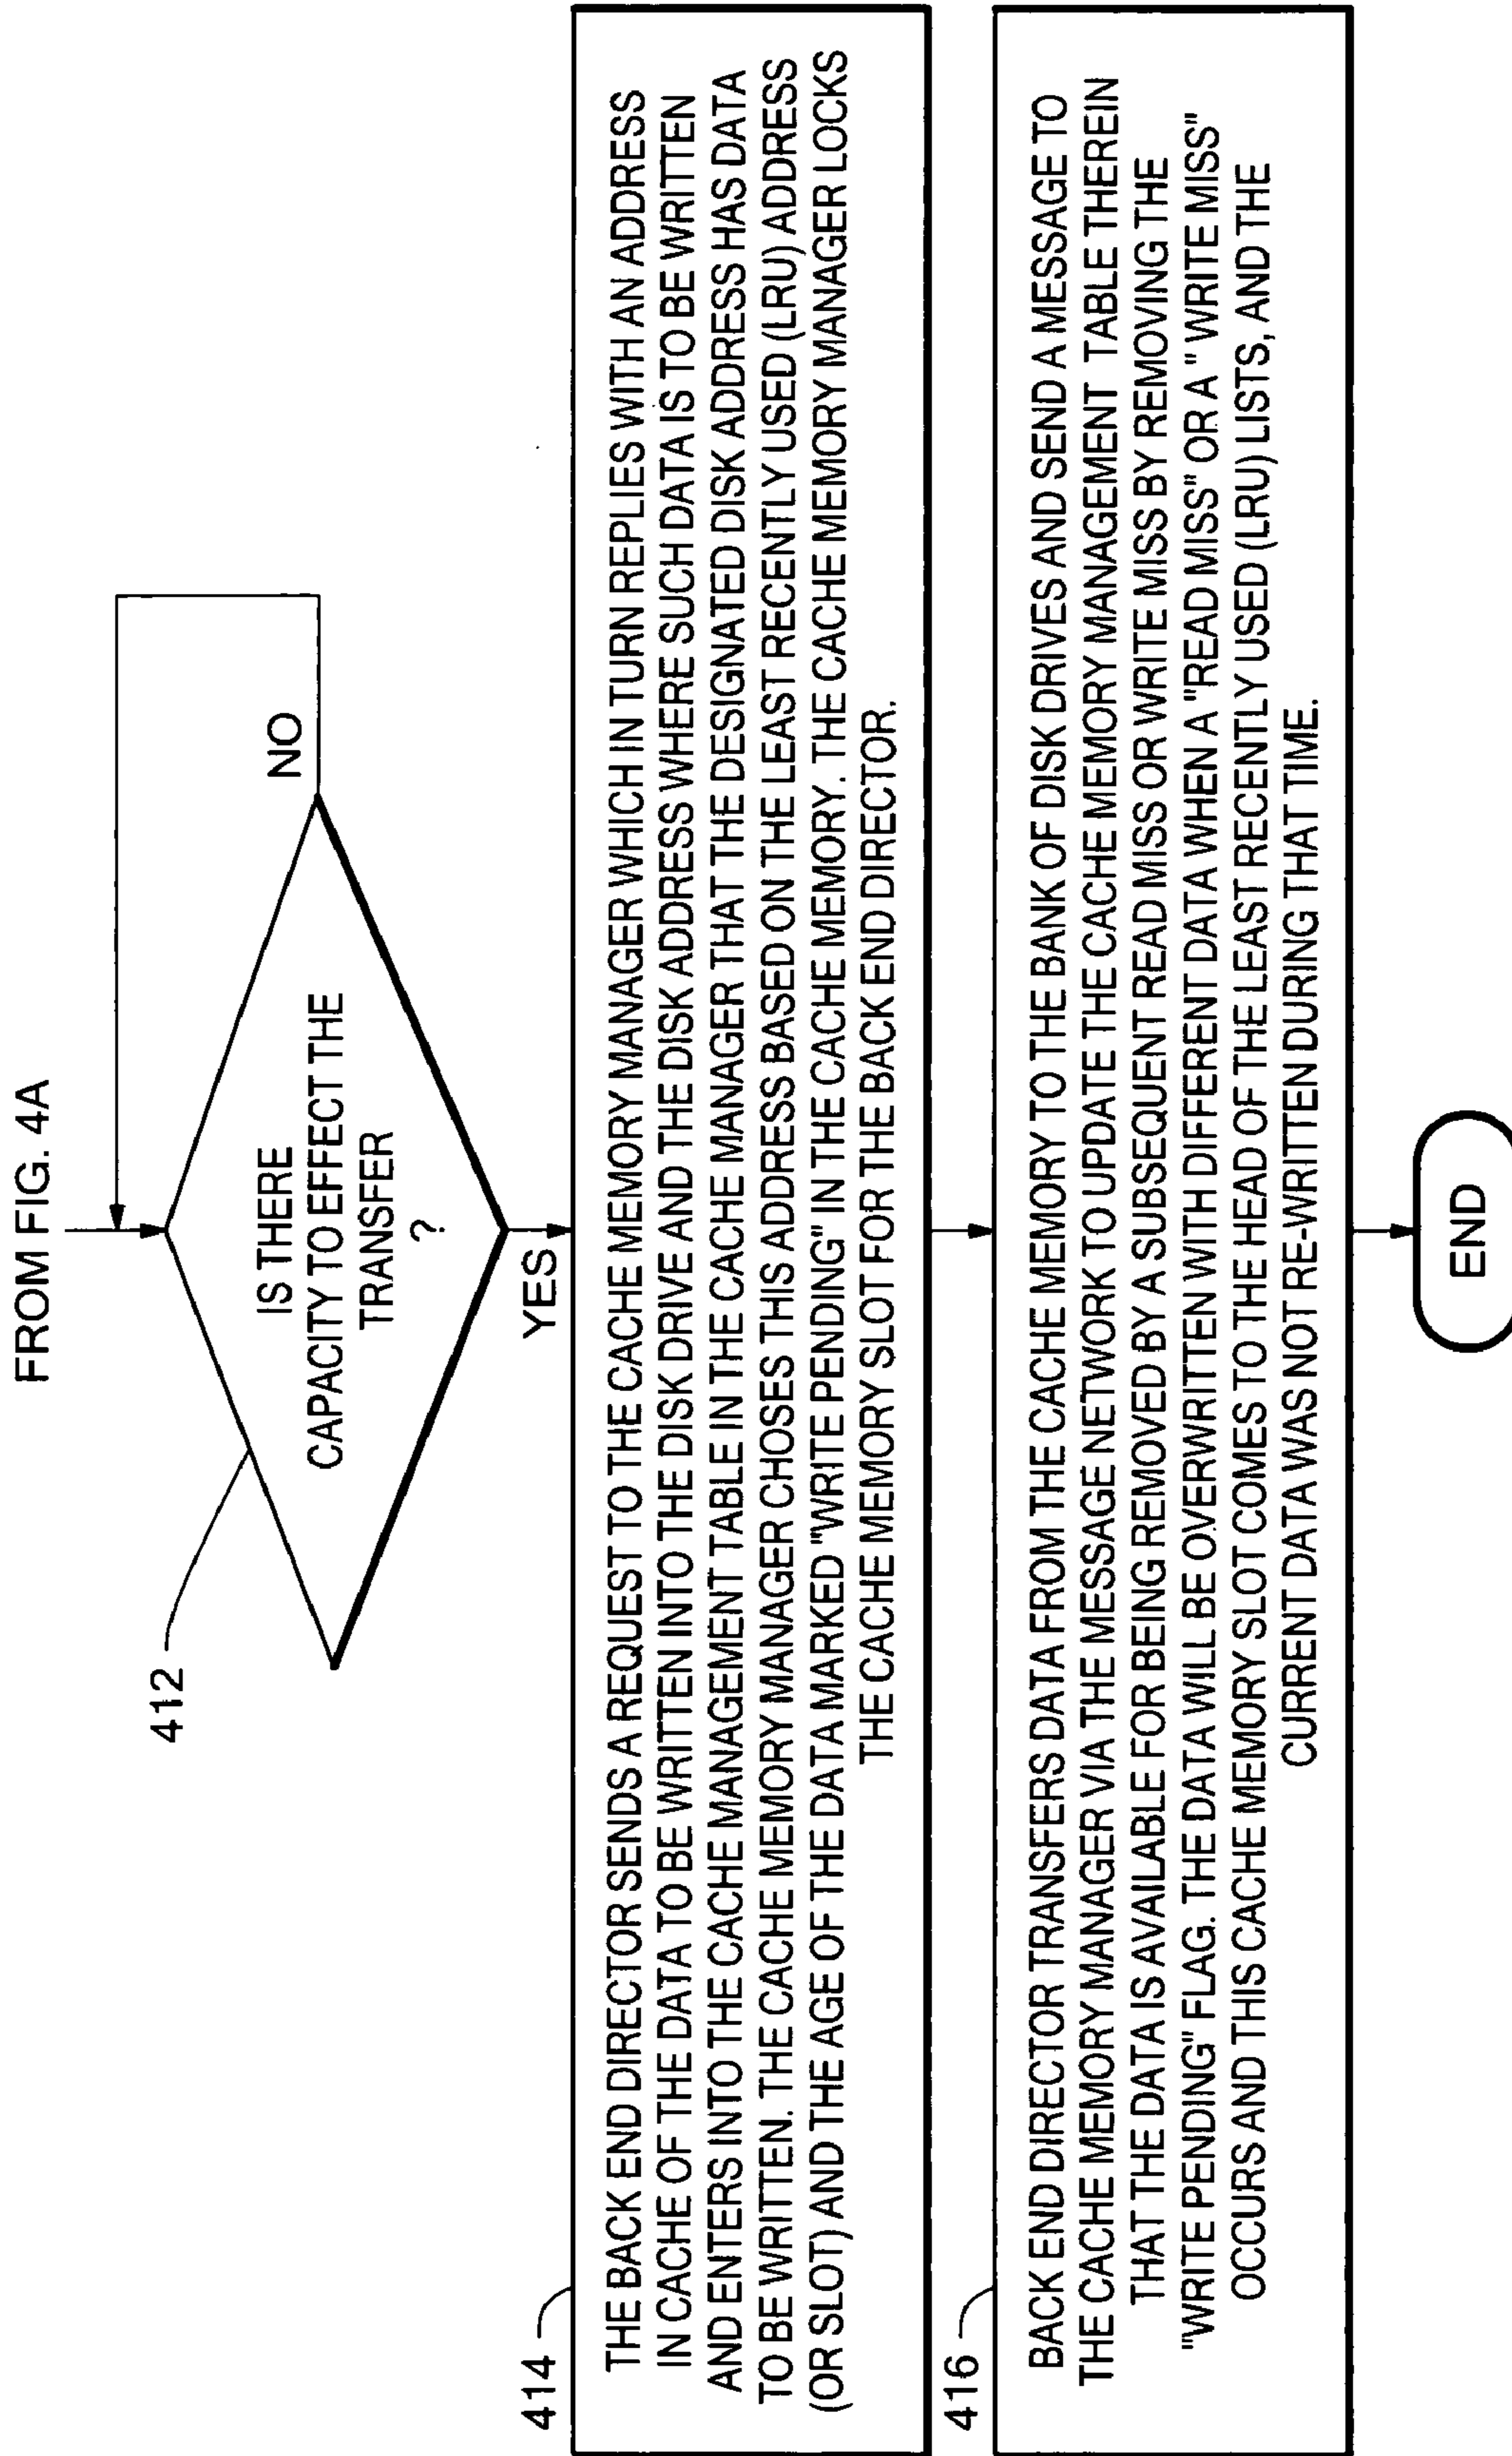 FROM FIG. 4A
412
IS THERE
CAPACITY TO EFFECT THE
TRANSFER
?
NO
YES
414
THE BACK END DIRECTOR SENDS A REQUEST TO THE CACHE MEMORY MANAGER WHICH IN TURN REPLIES WITH AN ADDRESS
IN CACHE OF THE DATA TO BE WRITTEN INTO THE DISK DRIVE AND THE DISK ADDRESS WHERE SUCH DATA IS TO BE WRITTEN
AND ENTERS INTO THE CACHE MANAGEMENT TABLE IN THE CACHE MANAGER THAT THE DESIGNATED DISK ADDRESS HAS DATA
TO BE WRITTEN. THE CACHE MEMORY MANAGER CHOSES THIS ADDRESS BASED ON THE LEAST RECENTLY USED (LRU) ADDRESS
(OR SLOT) AND THE AGE OF THE DATA MARKED "WRITE PENDING" IN THE CACHE MEMORY. THE CACHE MEMORY MANAGER LOCKS
THE CACHE MEMORY SLOT FOR THE BACK END DIRECTOR.
416
BACK END DIRECTOR TRANSFERS DATA FROM THE CACHE MEMORY TO THE BANK OF DISK DRIVES AND SEND A MESSAGE TO
THE CACHE MEMORY MANAGER VIA THE MESSAGE NETWORK TO UPDATE THE CACHE MEMORY MANAGEMENT TABLE THEREIN
THAT THE DATA IS AVAILABLE FOR BEING REMOVED BY A SUBSEQUENT READ MISS OR WRITE MISS BY REMOVING THE
"WRITE PENDING" FLAG. THE DATA WILL BE OVERWRITTEN WITH DIFFERENT DATA WHEN A "READ MISS" OR A " WRITE MISS"
OCCURS AND THIS CACHE MEMORY SLOT COMES TO THE HEAD OF THE LEAST RECENTLY USED (LRU) LISTS, AND THE
CURRENT DATA WAS NOT RE-WRITTEN DURING THAT TIME.
END